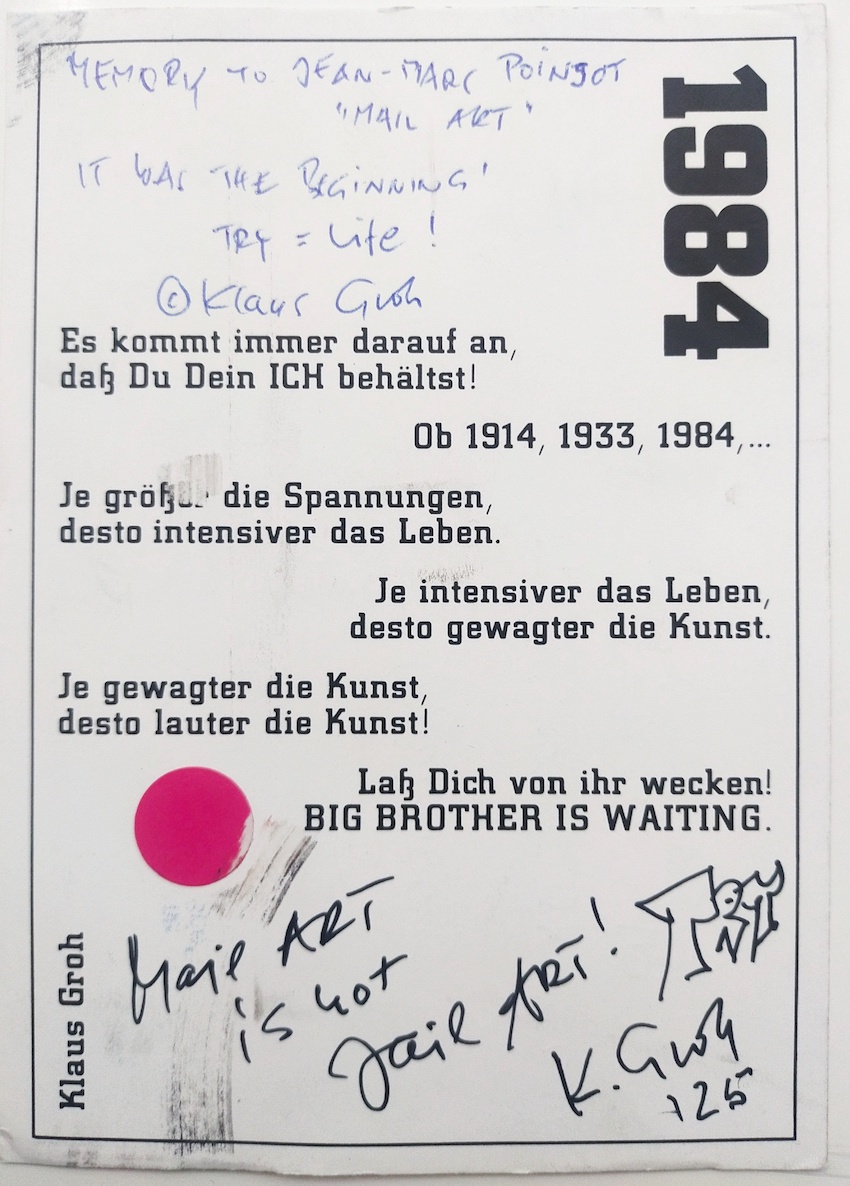 MEMORY TO JEAN-MARC POiNSOT
"MAIL ART"
IT WAS THE BEGINNING'
TRY = Life !
© Klaus Groh
1984
Es kommt immer darauf an,
daß Du Dein ICH behältst!
Ob 1914, 1933, 1984,...
Je größer die Spannungen,
desto intensiver das Leben.
Je intensiver das Leben,
desto gewagter die Kunst.
Je gewagter die Kunst,
desto lauter die Kunst!
Laß Dich von ihr wecken!
BIG BROTHER IS WAITING.
Klaus Groh
Mail ART
is not
Jail ART!
K. Groh
'25